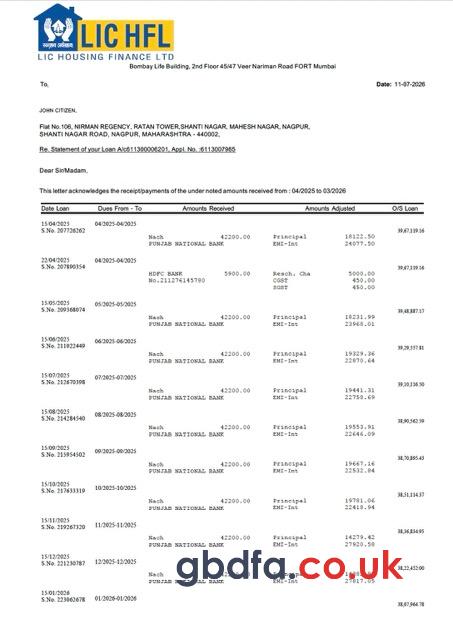 LIC HFL
LIC HOUSING FINANCE LTD
Bombay Life Building, 2nd Floor 45/47 Veer Nariman Road FORT Mumbai
To, Date: 11-07-2026
JOHN CITIZEN,
Flat No.106, NIRMAN REGENCY, RATAN TOWER,SHANTI NAGAR, MAHESH NAGAR, NAGPUR,
SHANTI NAGAR ROAD, NAGPUR, MAHARASHTRA - 440002,
Re. Statement of your Loan A/c611300006201, Appl. No. :6113007965
Dear Sir/Madam,
This letter acknowledges the receipt/payments of the under noted amounts received from : 04/2025 to 03/2026
Date Loan Dues From - To Amounts Received Amounts Adjusted O/S Loan
15/04/2025 04/2025-04/2025 39,67,119.16
S.No. 207726262
Nach 42200.00 Principal 18122.50
PUNJAB NATIONAL BANK EMI-Int 24077.50
22/04/2025 04/2025-04/2025 39,67,119.16
S.No. 207890354
HDFC BANK 5900.00 Resch. Cha 5000.00
No.211276145790 CGST 450.00
SGST 450.00
15/05/2025 05/2025-05/2025 39,48,887.17
S.No. 209568074
Nach 42200.00 Principal 18231.99
PUNJAB NATIONAL BANK EMI-Int 23968.01
15/06/2025 06/2025-06/2025 39,29,557.81
S.No. 211022449
Nach 42200.00 Principal 19329.36
PUNJAB NATIONAL BANK EMI-Int 22870.64
15/07/2025 07/2025-07/2025 39,10,116.50
S.No. 212670398
Nach 42200.00 Principal 19441.31
PUNJAB NATIONAL BANK EMI-Int 22758.69
15/08/2025 08/2025-08/2025 38,90,562.59
S.No. 214284540
Nach 42200.00 Principal 19553.91
PUNJAB NATIONAL BANK EMI-Int 22646.09
15/09/2025 09/2025-09/2025 38,70,895.43
S.No. 215954502
Nach 42200.00 Principal 19667.16
PUNJAB NATIONAL BANK EMI-Int 22532.84
15/10/2025 10/2025-10/2025 38,51,114.37
S.No. 217633319
Nach 42200.00 Principal 19781.06
PUNJAB NATIONAL BANK EMI-Int 22418.94
15/11/2025 11/2025-11/2025 38,36,834.95
S.No. 219267320
Nach 42200.00 Principal 14279.42
PUNJAB NATIONAL BANK EMI-Int 27920.58
15/12/2025 12/2025-12/2025 38,22,452.00
S.No. 221230787
Nach
PUNJAB NATIONAL BANK EMI-Int 27817.05
gbdfa.co.uk
15/01/2026 01/2026-01/2026 38,07,964.78
S.No. 223062678